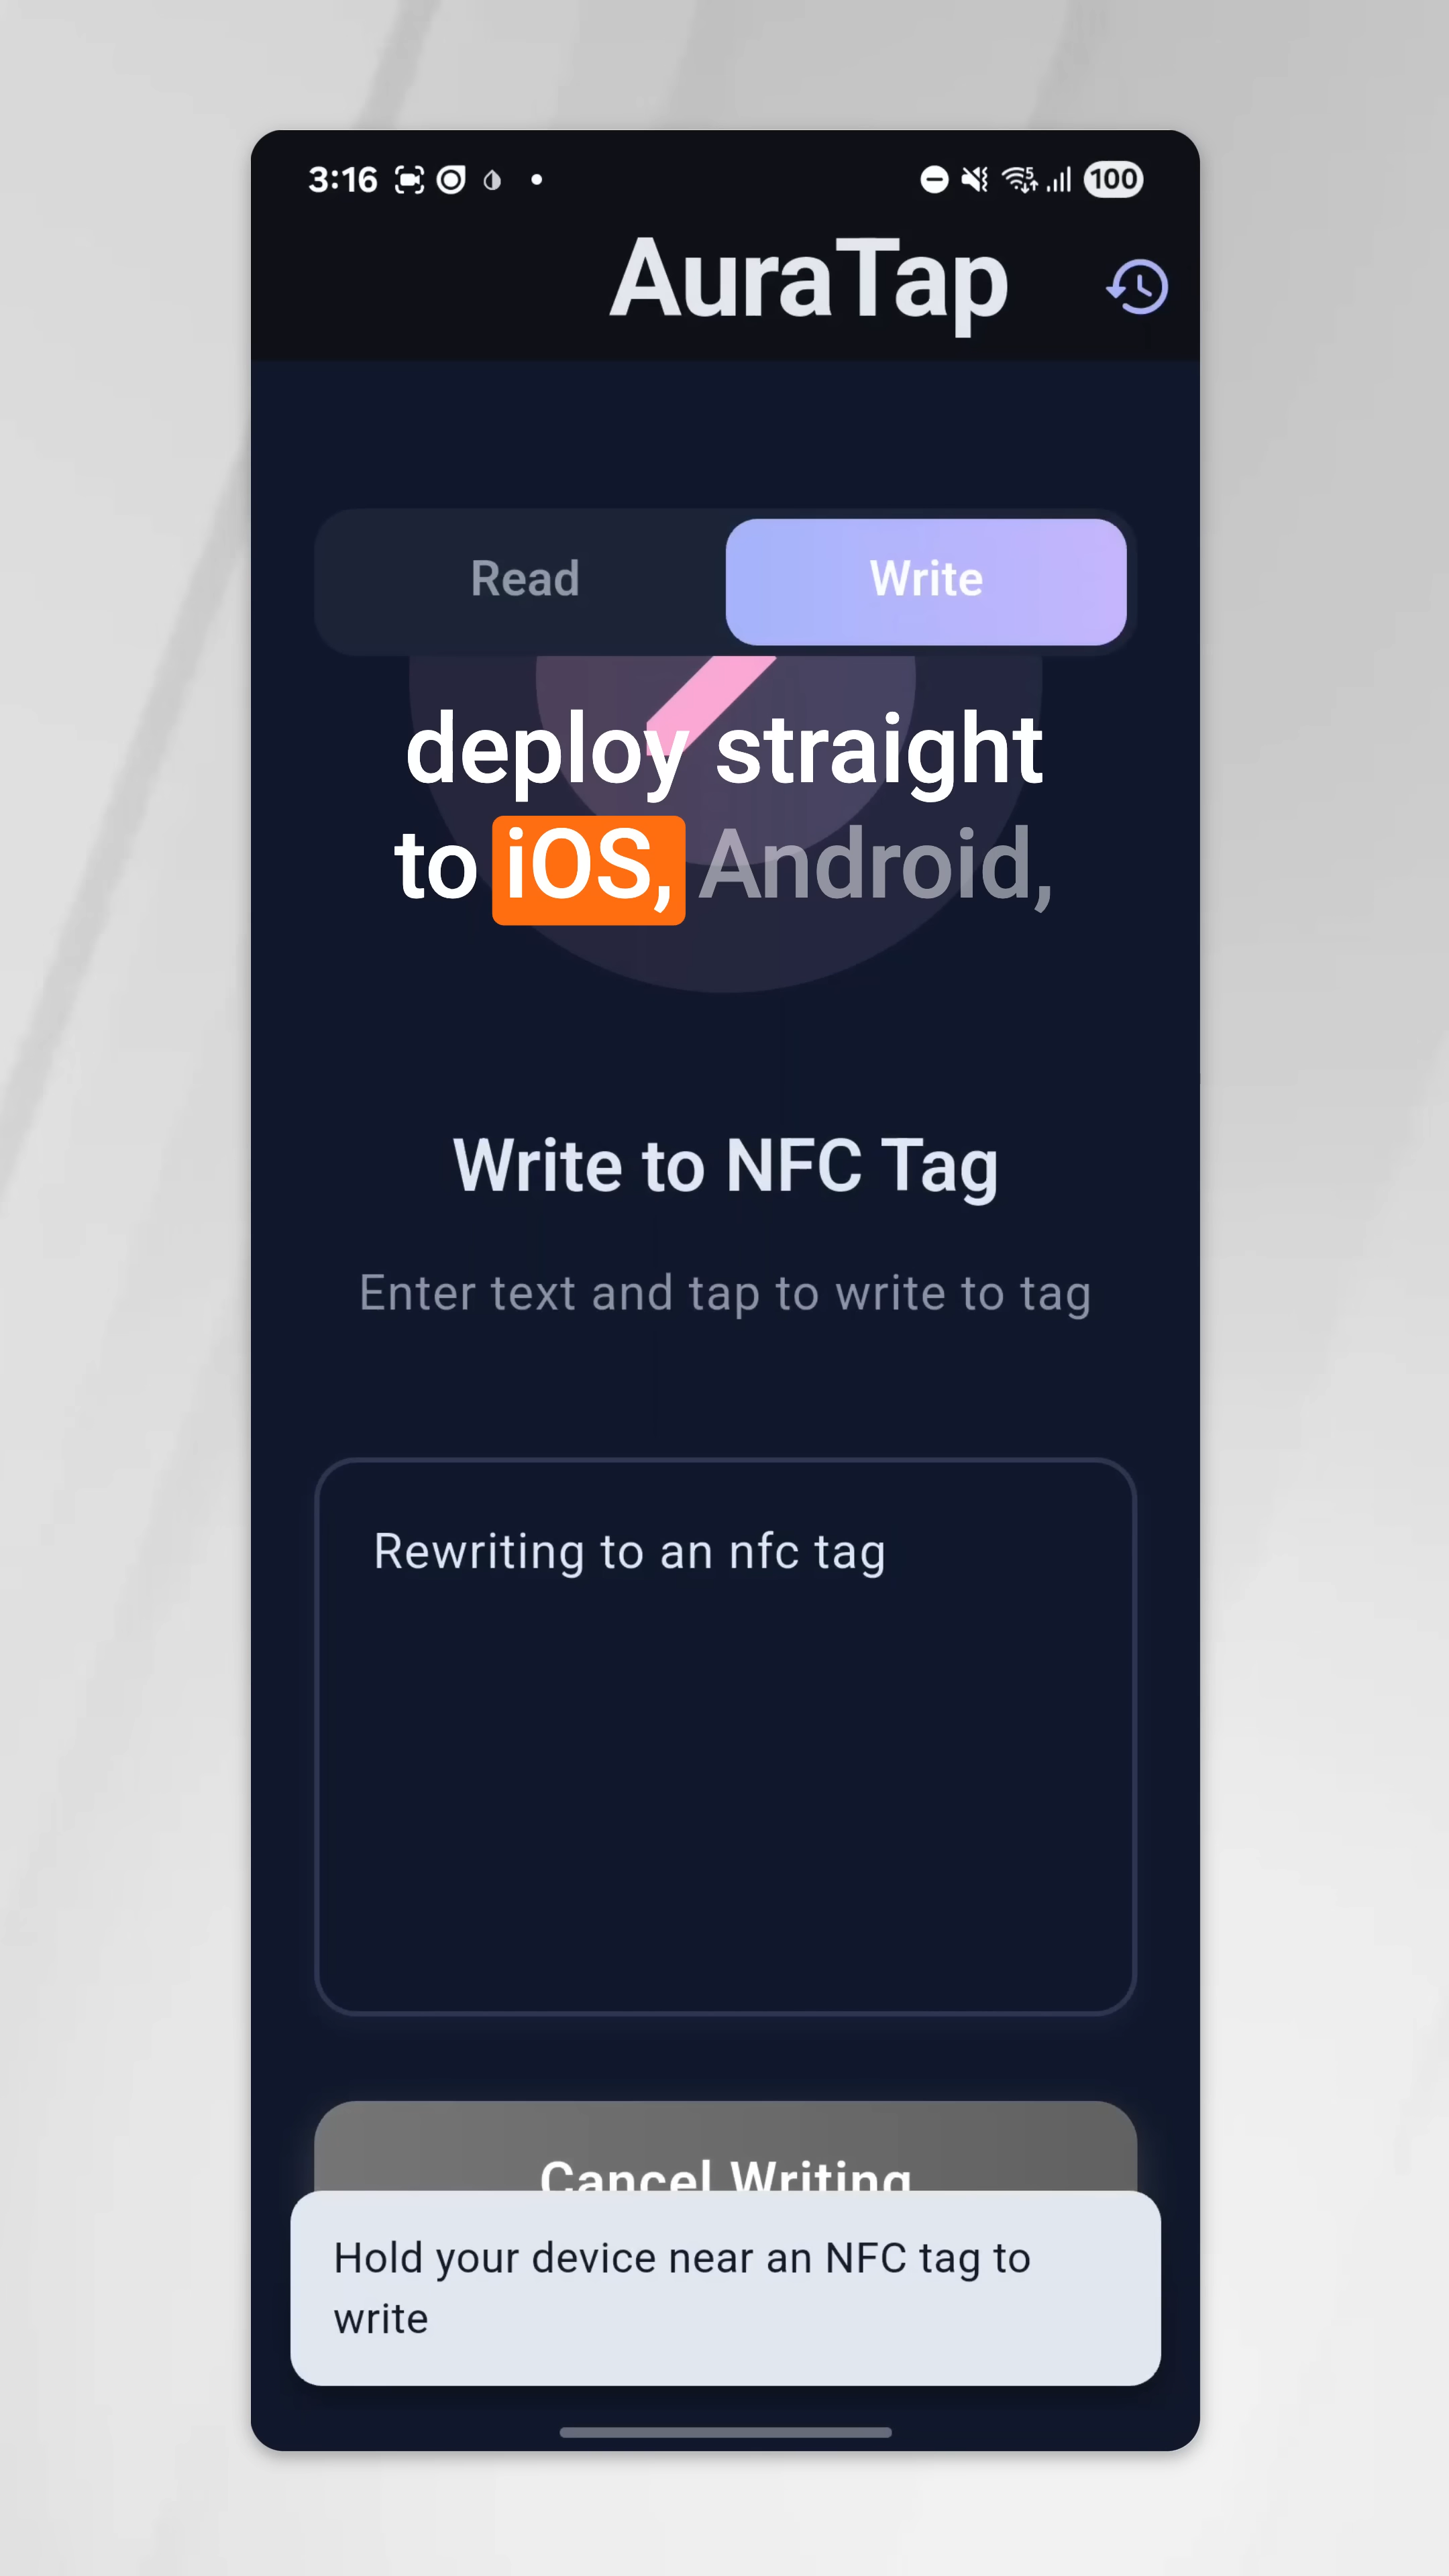 3:16
100
AuraTap
Read
Write
deploy straight
to iOS, Android,
Write to NFC Tag
Enter text and tap to write to tag
Rewriting to an nfc tag
Cancel Writing
Hold your device near an NFC tag to
write